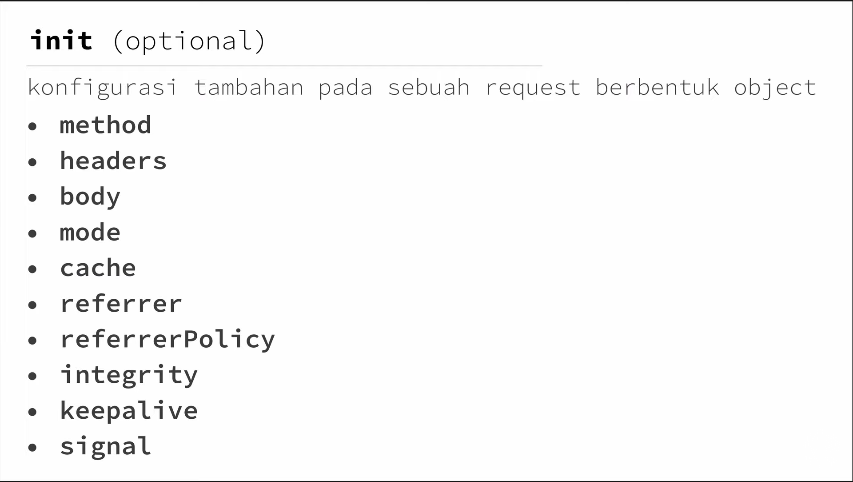 init (optional)
konfigurasi tambahan pada sebuah request berbentuk object
• method
• headers
• body
• mode
• cache
• referrer
• referrerPolicy
• integrity
• keepalive
• signal